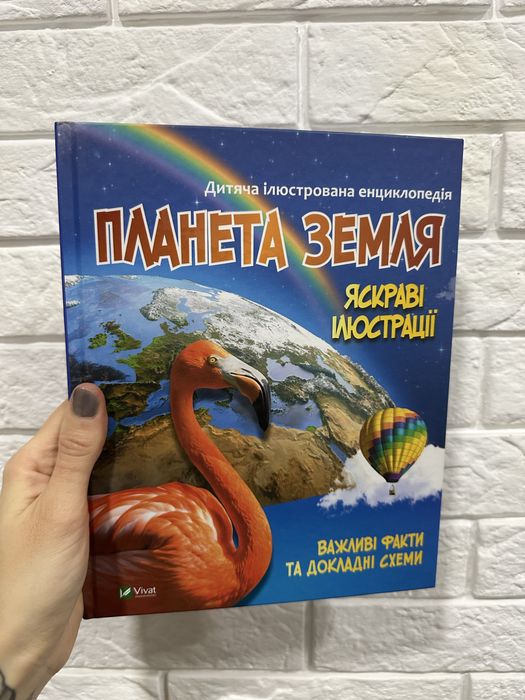 Дитяча ілюстрована енциклопедія
ПЛАНЕТА ЗЕМЛЯ
ЯСКРАВІ
ІЛЮСТРАЦІЇ
ВАЖЛИВІ ФАКТИ
ТА ДОКЛАДНІ СХЕМИ
Vivat